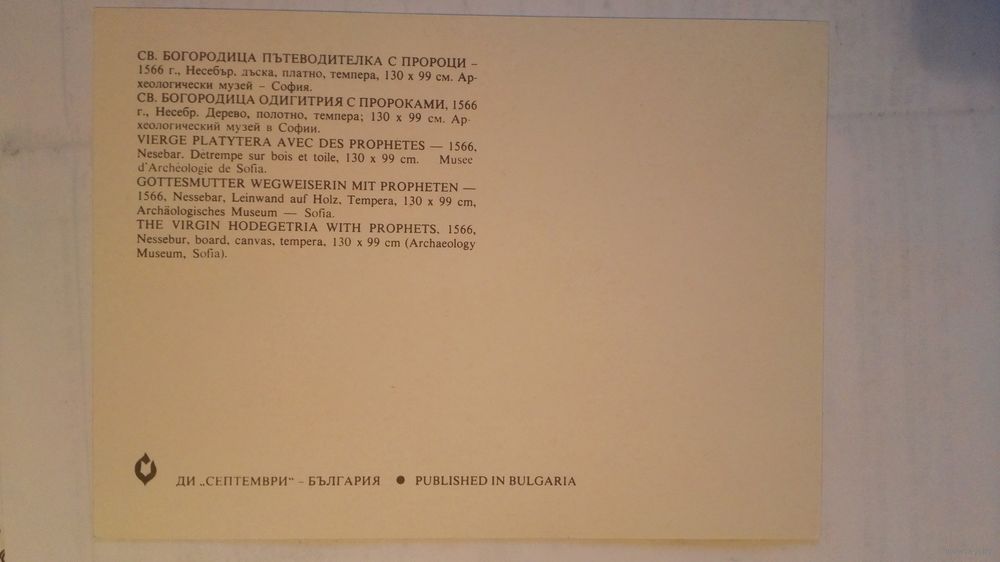 СВ. БОГОРОДИЦА ПЪТЕВОДИТЕЛКА С ПРОРОЦИ –
1566 г., Несебър. дъска, платно, темпера, 130 х 99 см. Ар-
хеологически музей – София.
СВ. БОГОРОДИЦА ОДИГИТРИЯ С ПРОРОКАМИ, 1566
г., Несебр. Дерево, полотно, темпера; 130 х 99 см. Ар-
хеологический музей в Софии.
VIERGE PLATYTERA AVEC DES PROPHETES — 1566,
Nesebar. Détrempe sur bois et toile, 130 x 99 cm. Musee
d'Archéologie de Sofia.
GOTTESMUTTER WEGWEISERIN MIT PROPHETEN —
1566, Nessebar, Leinwand auf Holz, Tempera, 130 x 99 cm,
Archäologisches Museum — Sofia.
THE VIRGIN HODEGETRIA WITH PROPHETS, 1566,
Nessebur, board, canvas, tempera, 130 x 99 cm (Archaeology
Museum, Sofia).
ДИ „СЕПТЕМВРИ“ – БЪЛГАРИЯ ● PUBLISHED IN BULGARIA